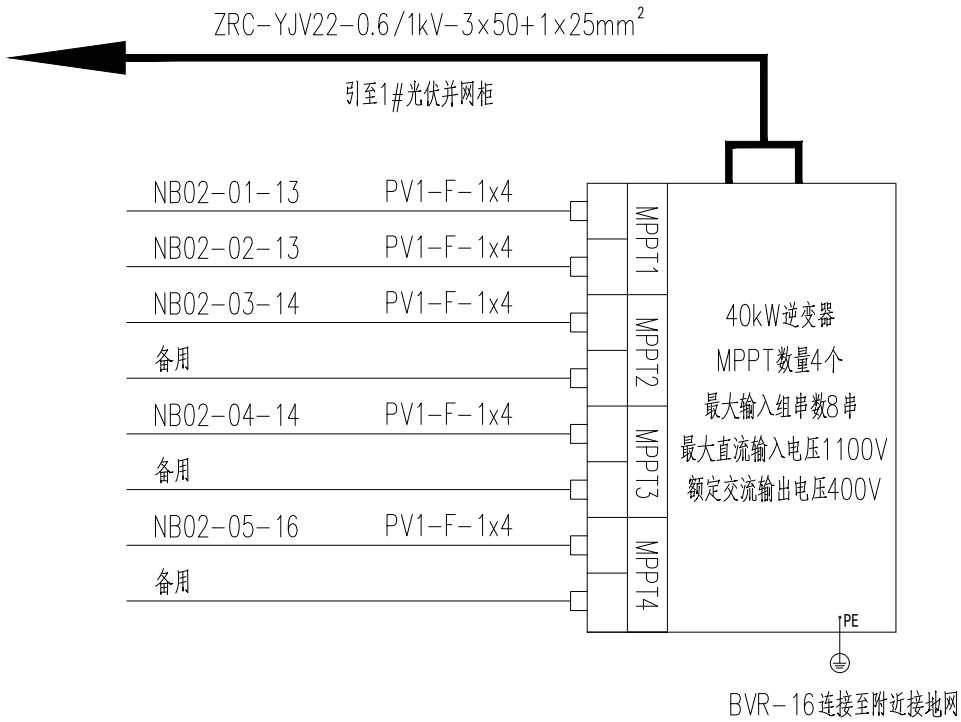 ZRC-YJV22-0.6/1kV-3×50+1×25mm²
引至1#光伏并网柜
NB02-01-13 PV1-F-1x4
NB02-02-13 PV1-F-1x4
MPPT1
NB02-03-14 PV1-F-1x4
备用
MPPT2
NB02-04-14 PV1-F-1x4
备用
MPPT3
NB02-05-16 PV1-F-1x4
备用
MPPT4
40kW逆变器
MPPT数量4个
最大输入组串数8串
最大直流输入电压1100V
额定交流输出电压400V
PE
BVR-16连接至附近接地网